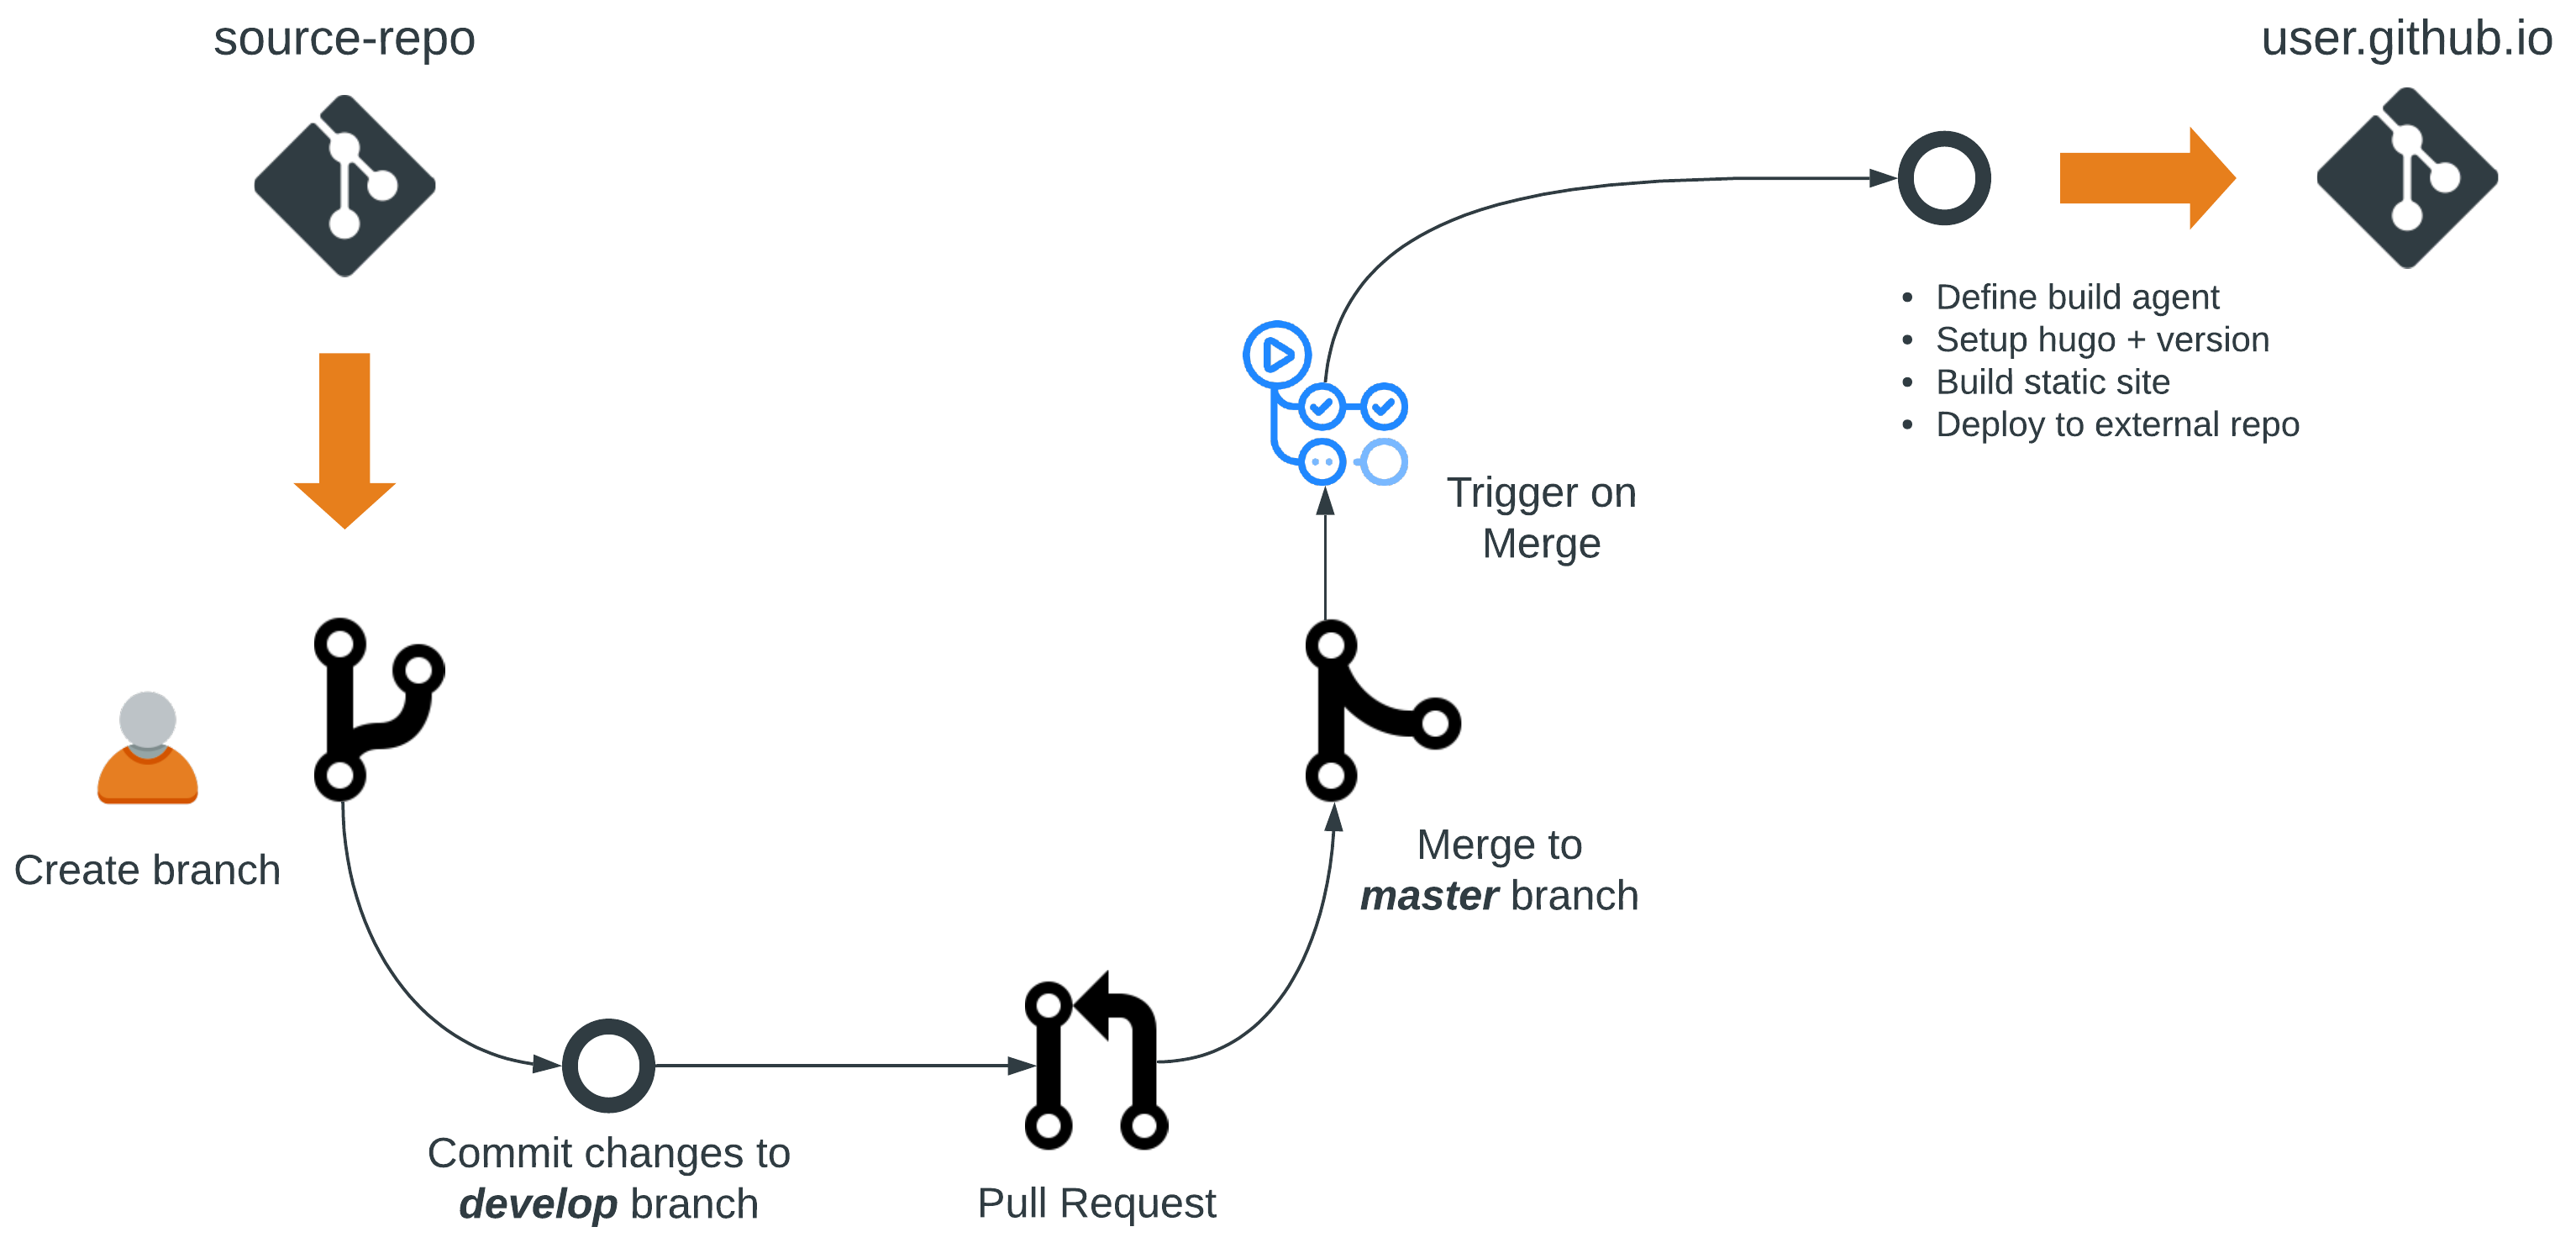 source-repo
user.github.io
• Define build agent
• Setup hugo + version
• Build static site
• Deploy to external repo
Trigger on
Merge
Merge to
master branch
Create branch
Commit changes to
develop branch
Pull Request